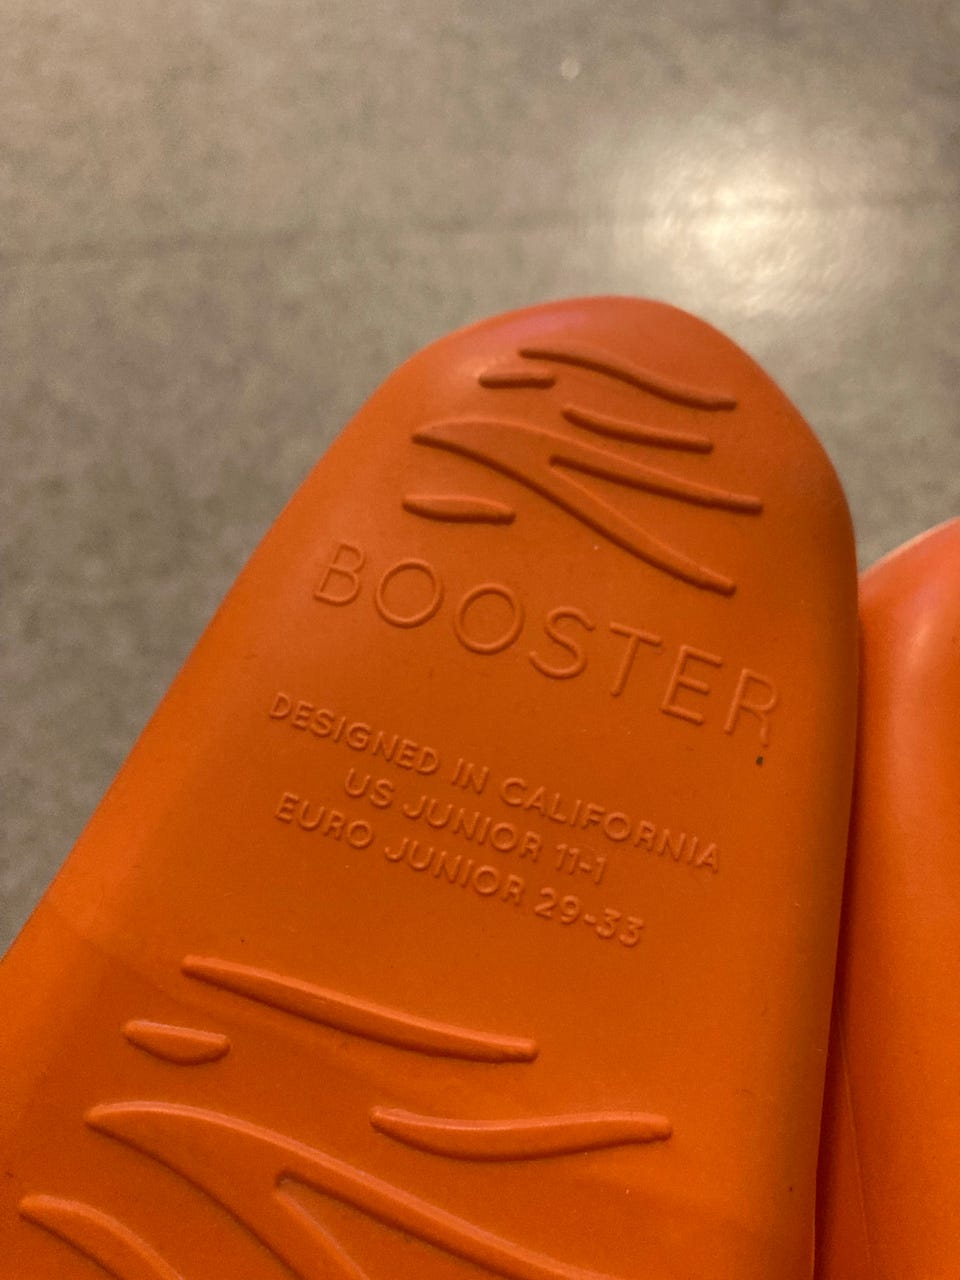 BOOSTER
DESIGNED IN CALIFORNIA
US JUNIOR 11-1
EURO JUNIOR 29-33